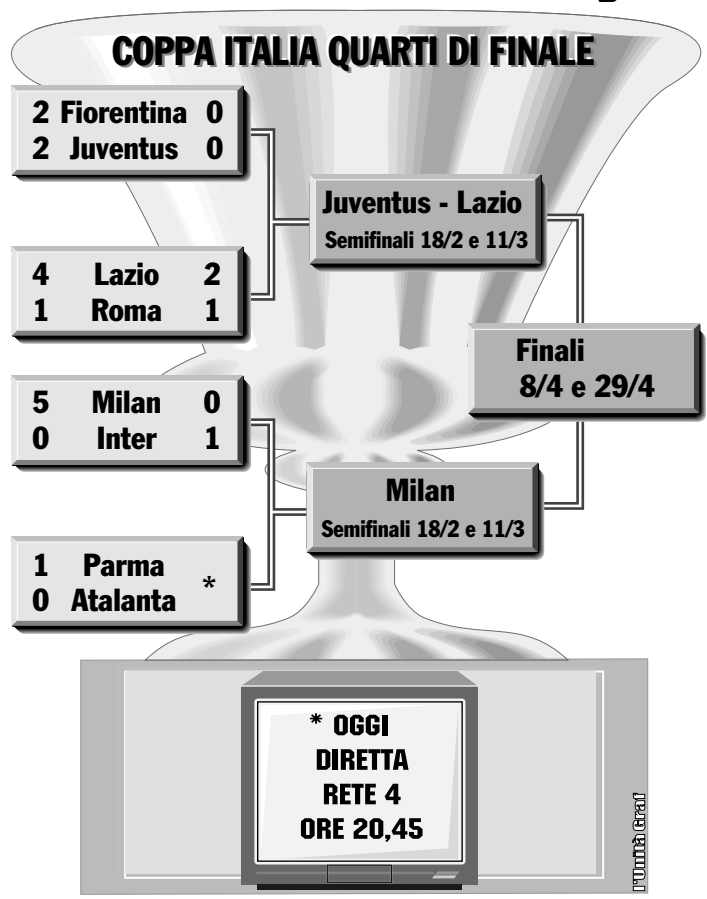 COPPA ITALIA QUARTI DI FINALE
2 Fiorentina 0
2 Juventus 0
Juventus - Lazio
Semifinali 18/2 e 11/3
4 Lazio 2
1 Roma 1
Finali
8/4 e 29/4
5 Milan 0
0 Inter 1
Milan
Semifinali 18/2 e 11/3
1 Parma *
0 Atalanta
* OGGI
DIRETTA
RETE 4
ORE 20,45
l'Unità Graf